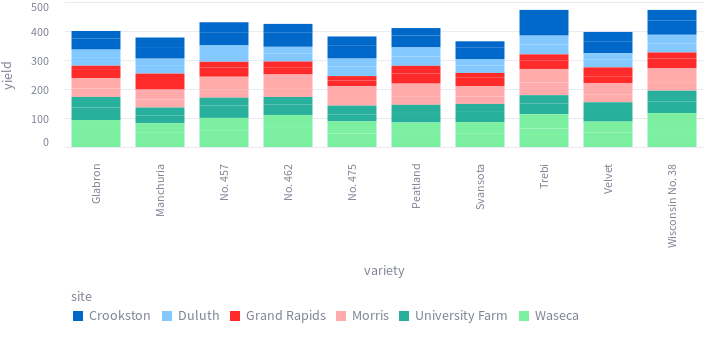 yield
500
400
300
200
100
0
Glabron
Manchuria
No. 457
No. 462
No. 475
Peatland
Svansota
Trebi
Velvet
Wisconsin No. 38
variety
site
Crookston Duluth Grand Rapids Morris University Farm Waseca